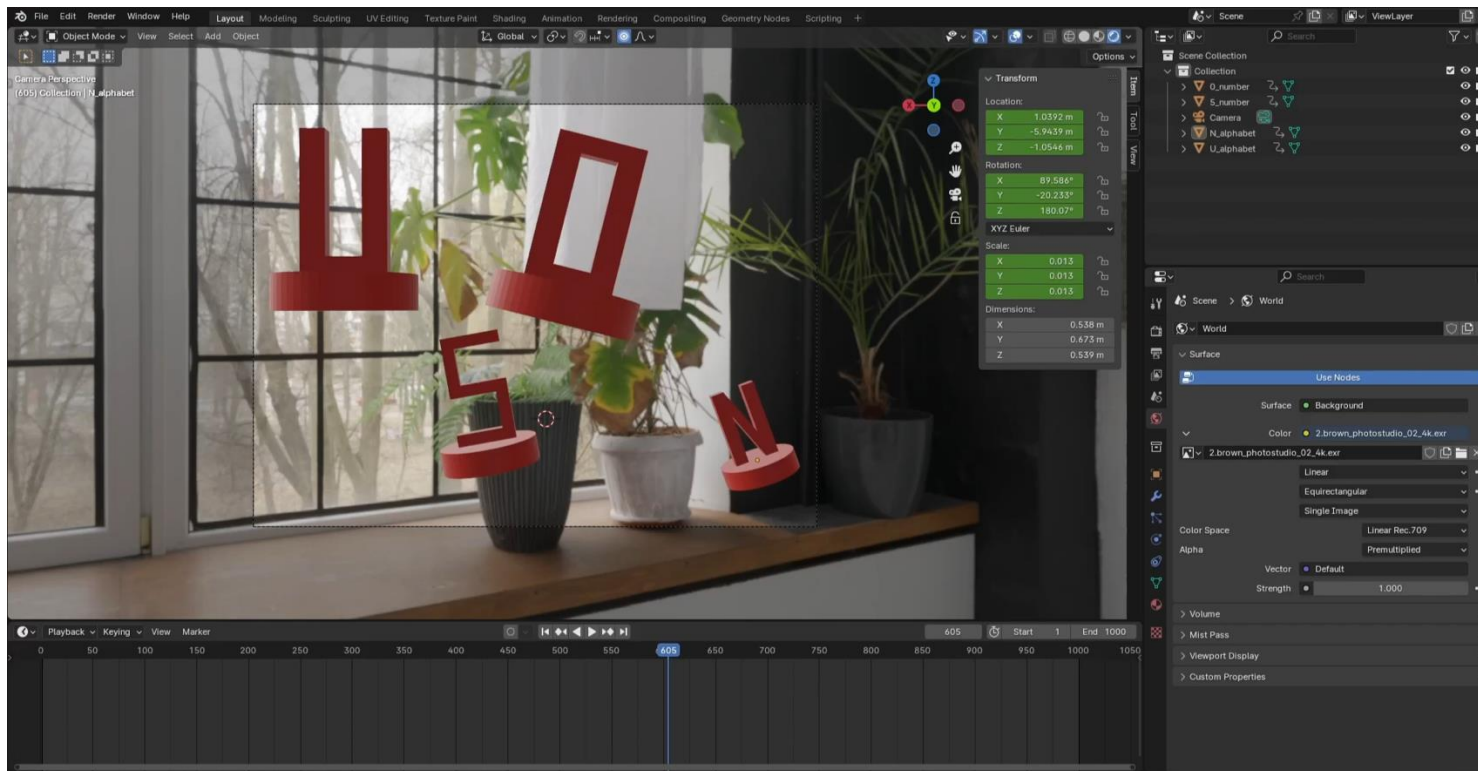 File Edit Render Window Help Layout Modeling Sculpting UV Editing Texture Paint Shading Animation Rendering Compositing Geometry Nodes Scripting + Scene ViewLayer
Object Mode View Select Add Object Global Search
Options
Camera Perspective
(605) Collection | N_alphabet
U 0
S N
Z
X Y
Transform
Location:
X 1.0392 m
Y -5.9439 m
Z -1.0546 m
Rotation:
X 89.586°
Y -20.233°
Z 180.07°
XYZ Euler
Scale:
X 0.013
Y 0.013
Z 0.013
Dimensions:
X 0.538 m
Y 0.673 m
Z 0.539 m
Item
Tool
View
Scene Collection
Collection
0_number
5_number
Camera
N_alphabet
U_alphabet
Search
Scene > World
World
Surface
Use Nodes
Surface Background
Color 2.brown_photostudio_02_4k.exr
2.brown_photostudio_02_4k.exr
Linear
Equirectangular
Single Image
Color Space Linear Rec.709
Alpha Premultiplied
Vector Default
Strength 1.000
Volume
Mist Pass
Viewport Display
Custom Properties
Playback Keying View Marker 605 Start 1 End 1000
0 50 100 150 200 250 300 350 400 450 500 550 605 650 700 750 800 850 900 950 1000 1050